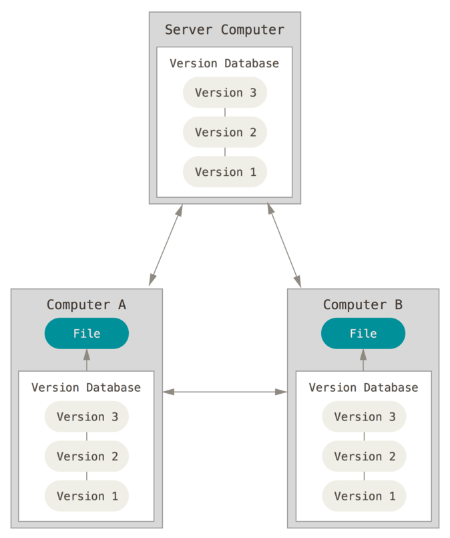 Server Computer
Version Database
Version 3
Version 2
Version 1
Computer A
File
Version Database
Version 3
Version 2
Version 1
Computer B
File
Version Database
Version 3
Version 2
Version 1